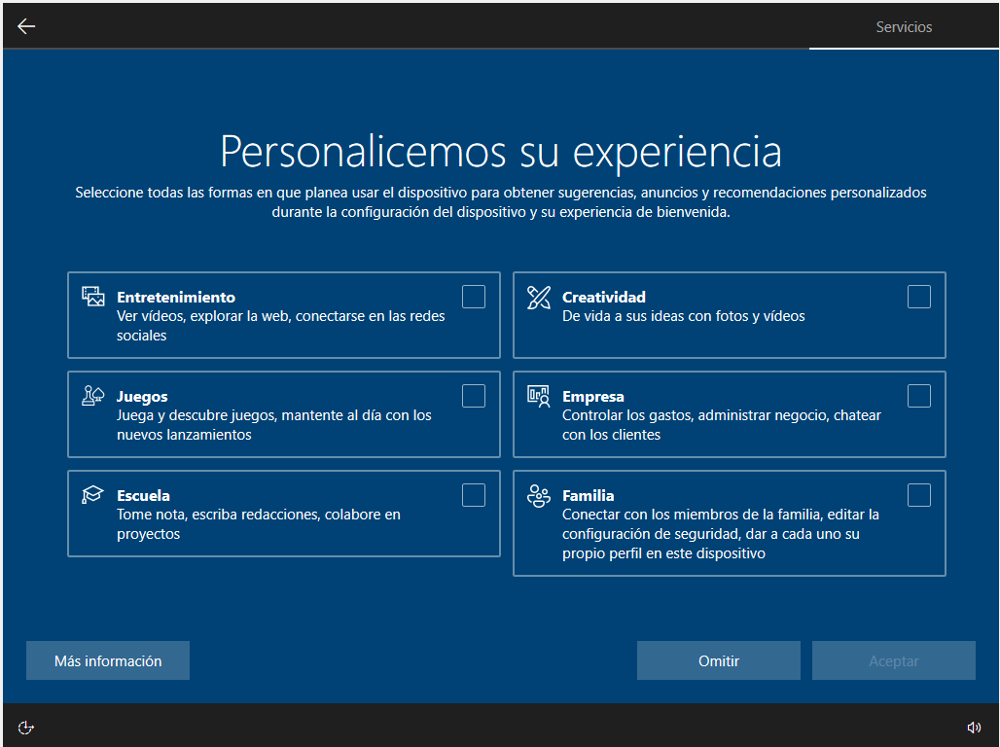 Servicios
Personalicemos su experiencia
Seleccione todas las formas en que planea usar el dispositivo para obtener sugerencias, anuncios y recomendaciones personalizados
durante la configuración del dispositivo y su experiencia de bienvenida.
Entretenimiento
Ver vídeos, explorar la web, conectarse en las redes
sociales
Creatividad
De vida a sus ideas con fotos y vídeos
Juegos
Juega y descubre juegos, mantente al día con los
nuevos lanzamientos
Empresa
Controlar los gastos, administrar negocio, chatear
con los clientes
Escuela
Tome nota, escriba redacciones, colabore en
proyectos
Familia
Conectar con los miembros de la familia, editar la
configuración de seguridad, dar a cada uno su
propio perfil en este dispositivo
Más información
Omitir
Aceptar